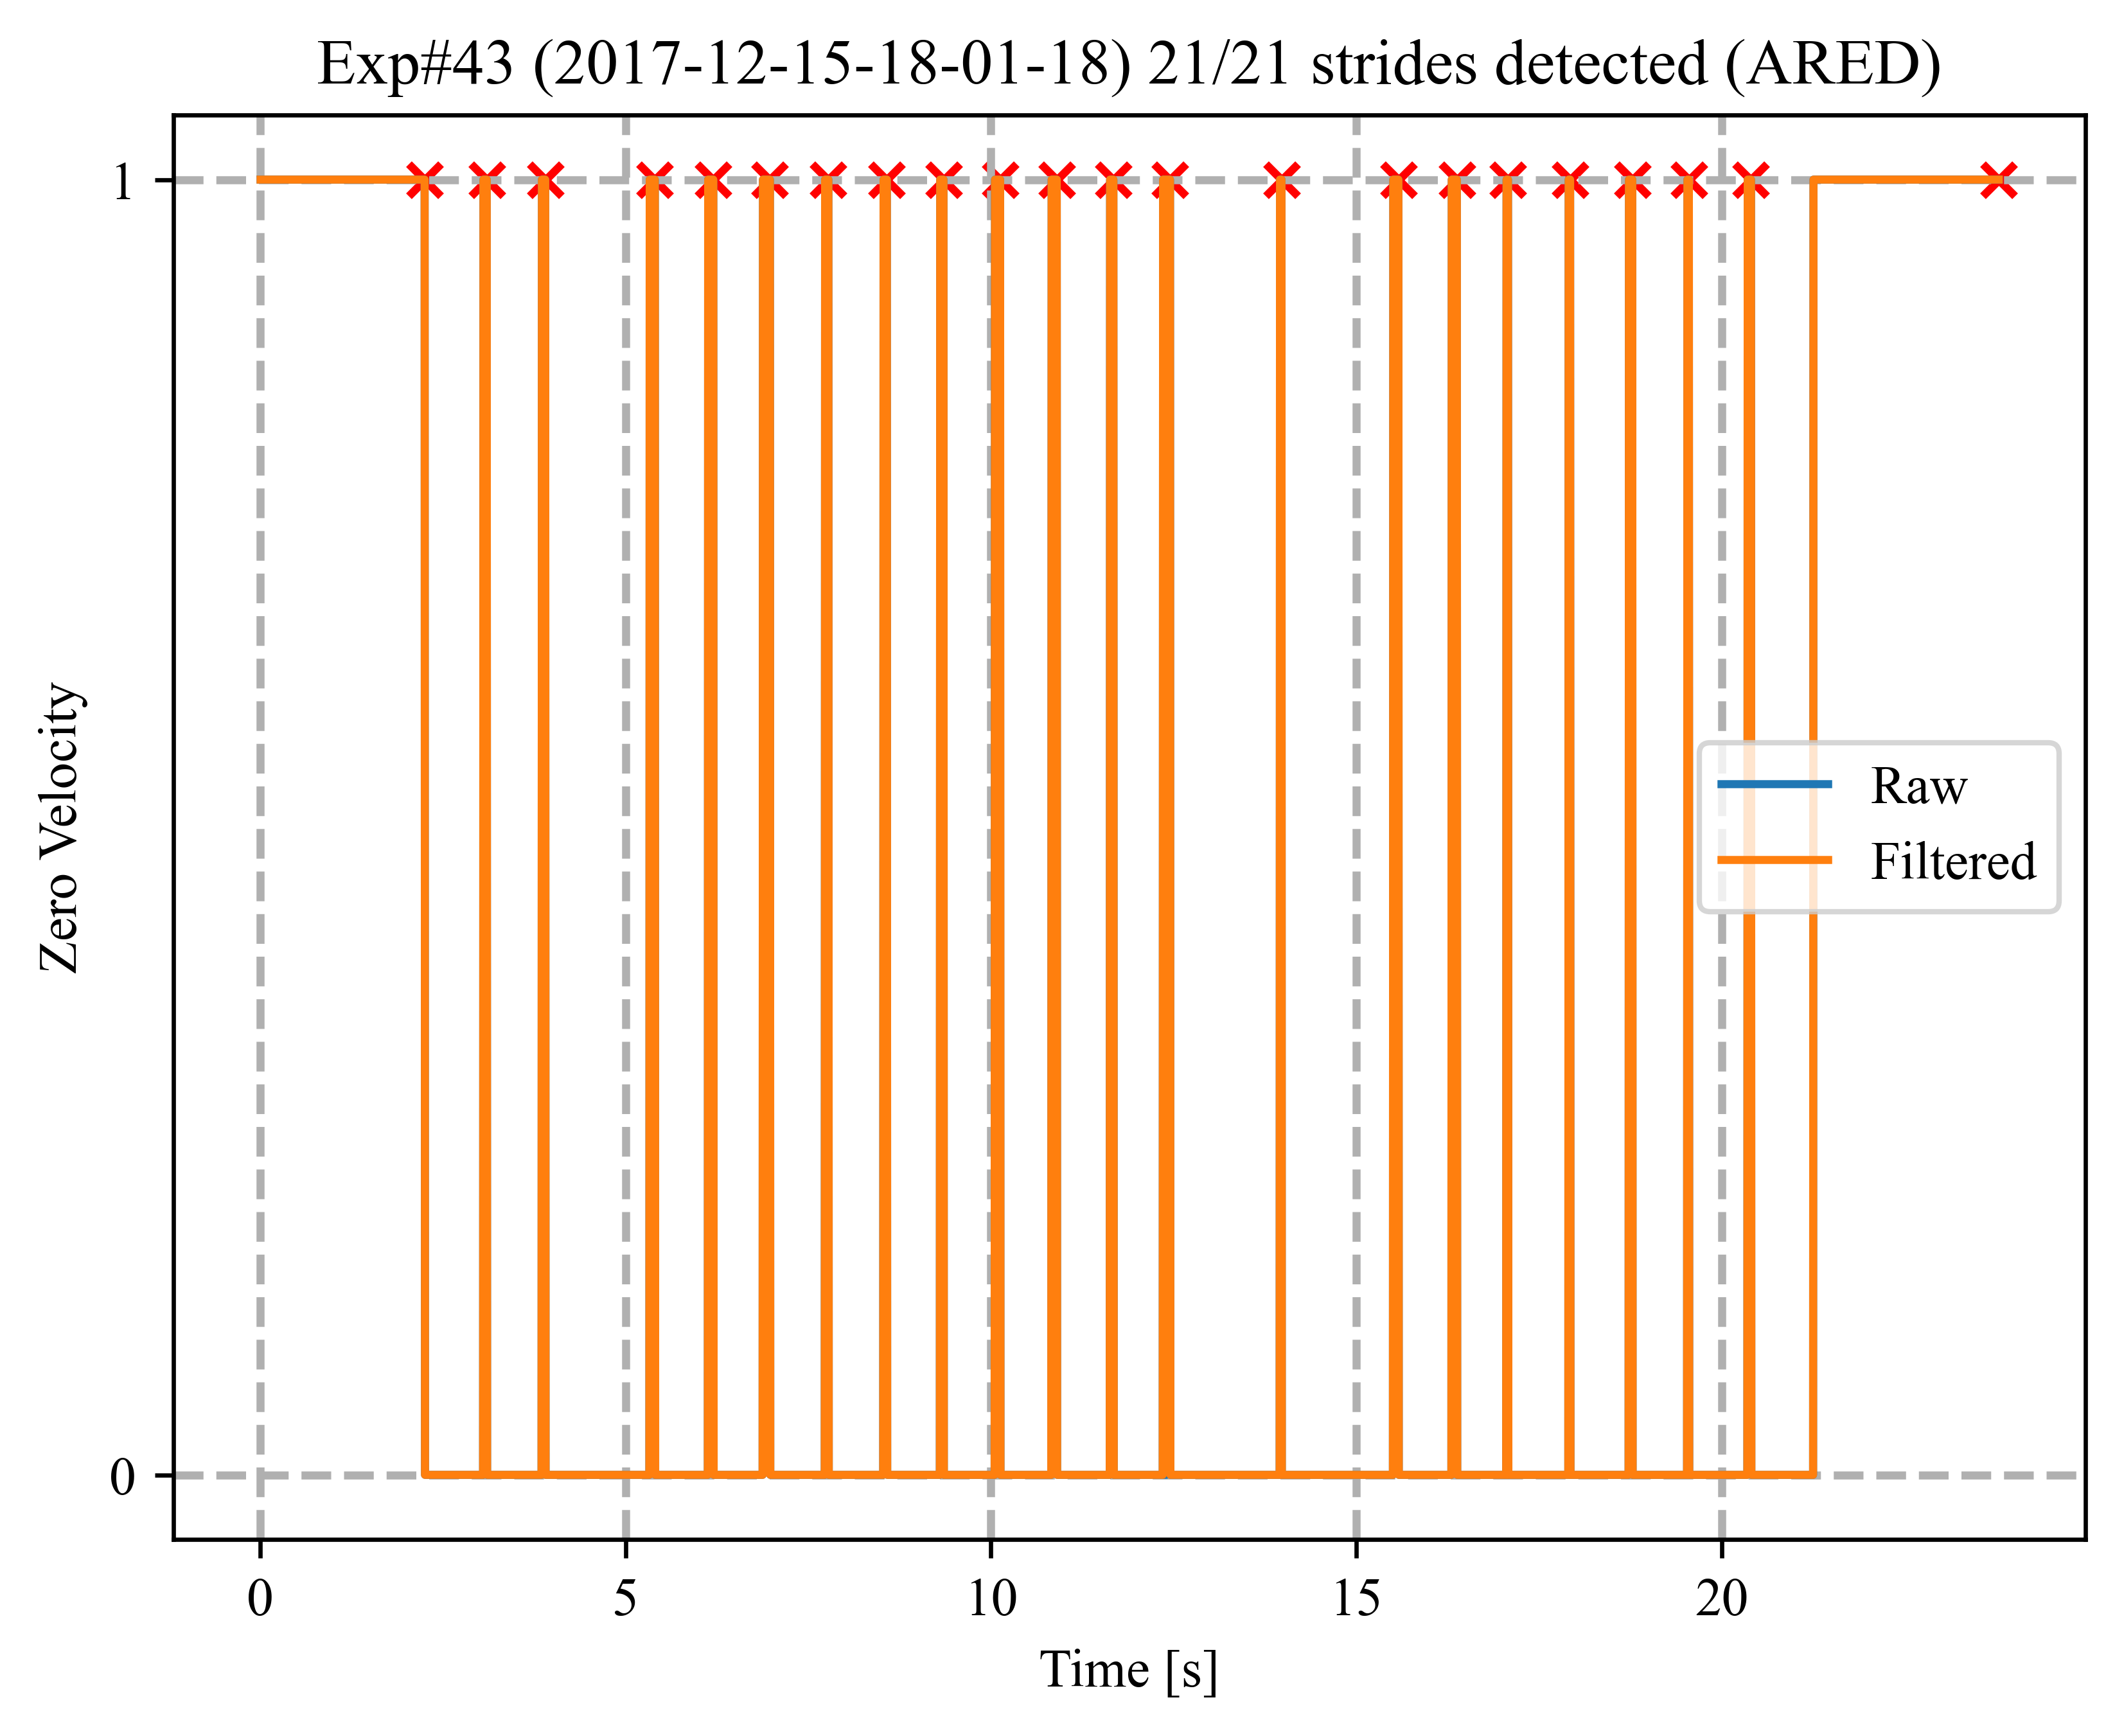 Exp#43 (2017-12-15-18-01-18) 21/21 strides detected (ARED)
1
Zero Velocity
Raw
Filtered
0
0 5 10 15 20
Time [s]